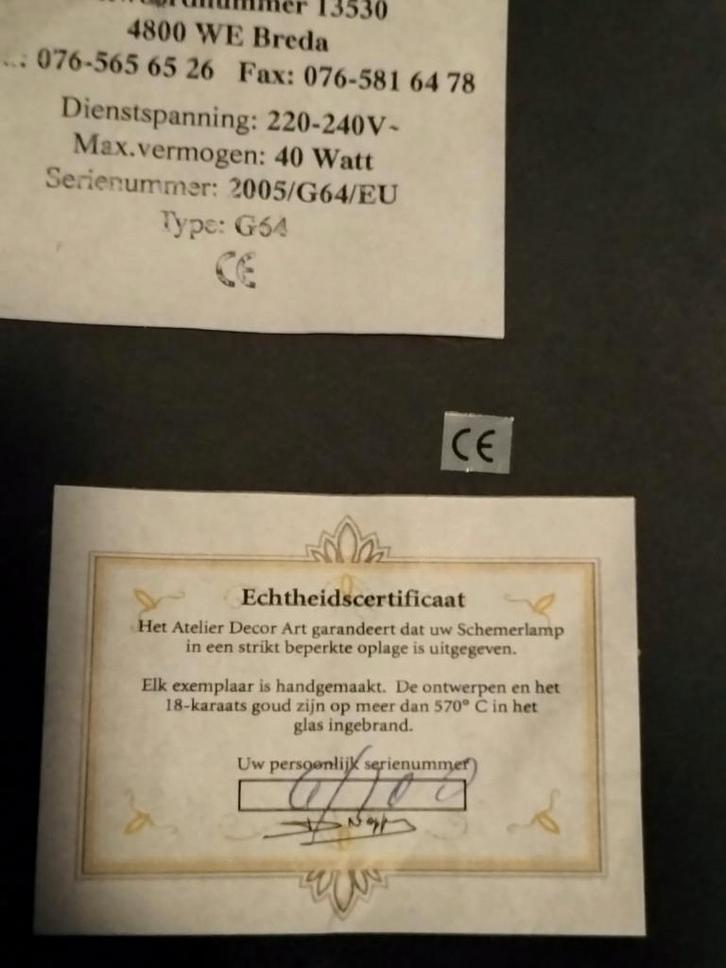 13530
4800 WE Breda
: 076-565 65 26 Fax: 076-581 64 78
Dienstspanning: 220-240V~
Max.vermogen: 40 Watt
Serienummer: 2005/G64/EU
Type: G64
CE
CE
Echtheidscertificaat
Het Atelier Decor Art garandeert dat uw Schemerlamp
in een strikt beperkte oplage is uitgegeven.
Elk exemplaar is handgemaakt. De ontwerpen en het
18-karaats goud zijn op meer dan 570° C in het
glas ingebrand.
Uw persoonlijk serienummer